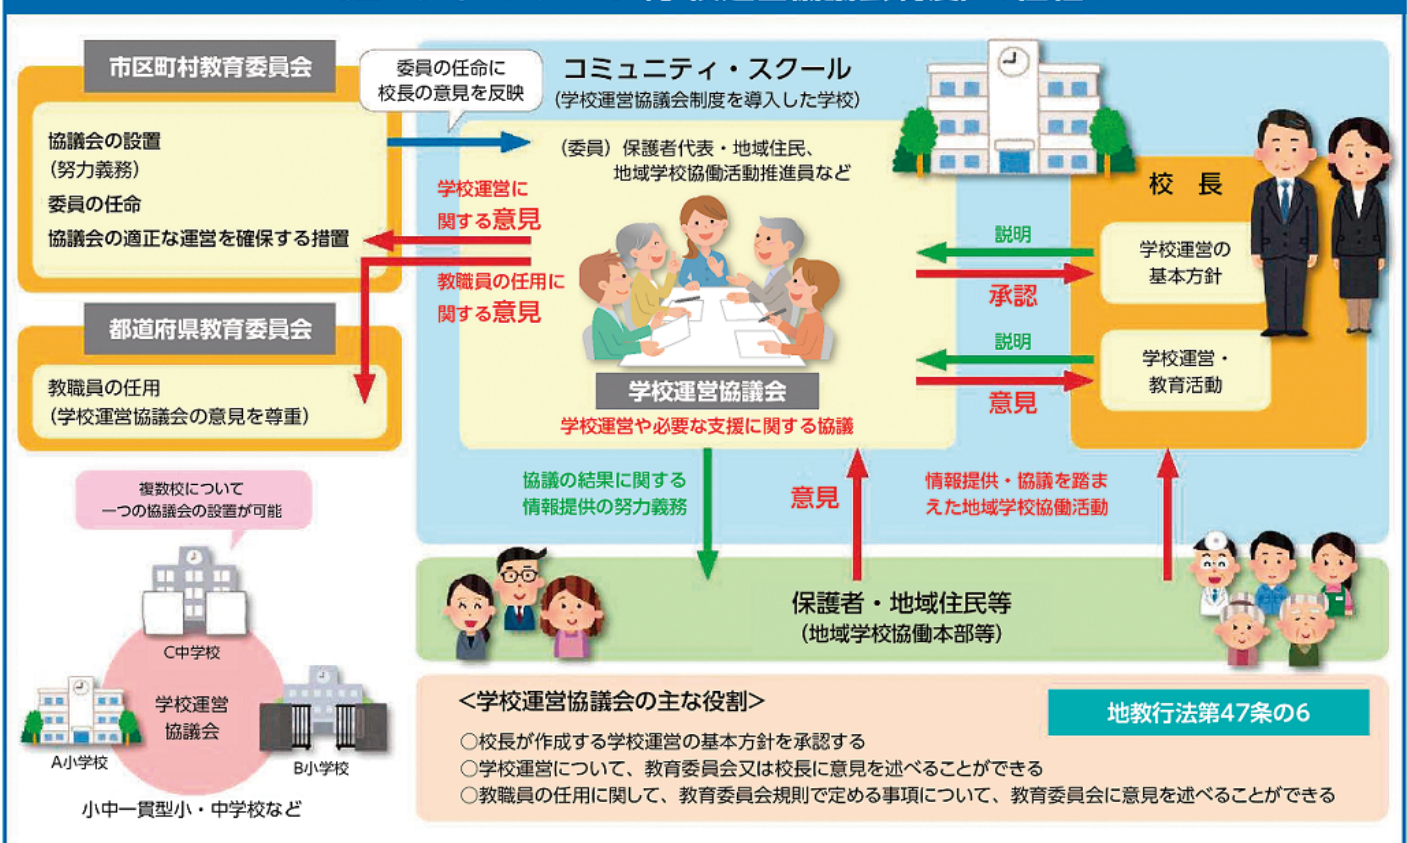 市区町村教育委員会
協議会の設置
(努力義務)
委員の任命
協議会の適正な運営を確保する措置
都道府県教育委員会
教職員の任用
(学校運営協議会の意見を尊重)
委員の任命に
校長の意見を反映
学校運営に
関する意見
教職員の任用に
関する意見
コミュニティ・スクール
(学校運営協議会制度を導入した学校)
(委員) 保護者代表・地域住民、
地域学校協働活動推進員など
学校運営協議会
学校運営や必要な支援に関する協議
校 長
説明
承認
学校運営の
基本方針
説明
意見
学校運営・
教育活動
協議の結果に関する
情報提供の努力義務
意見
情報提供・協議を踏ま
えた地域学校協働活動
保護者・地域住民等
(地域学校協働本部等)
複数校について
一つの協議会の設置が可能
C中学校
学校運営
協議会
A小学校
B小学校
小中一貫型小・中学校など
<学校運営協議会の主な役割>
地教行法第47条の6
○校長が作成する学校運営の基本方針を承認する
○学校運営について、教育委員会又は校長に意見を述べることができる
○教職員の任用に関して、教育委員会規則で定める事項について、教育委員会に意見を述べることができる